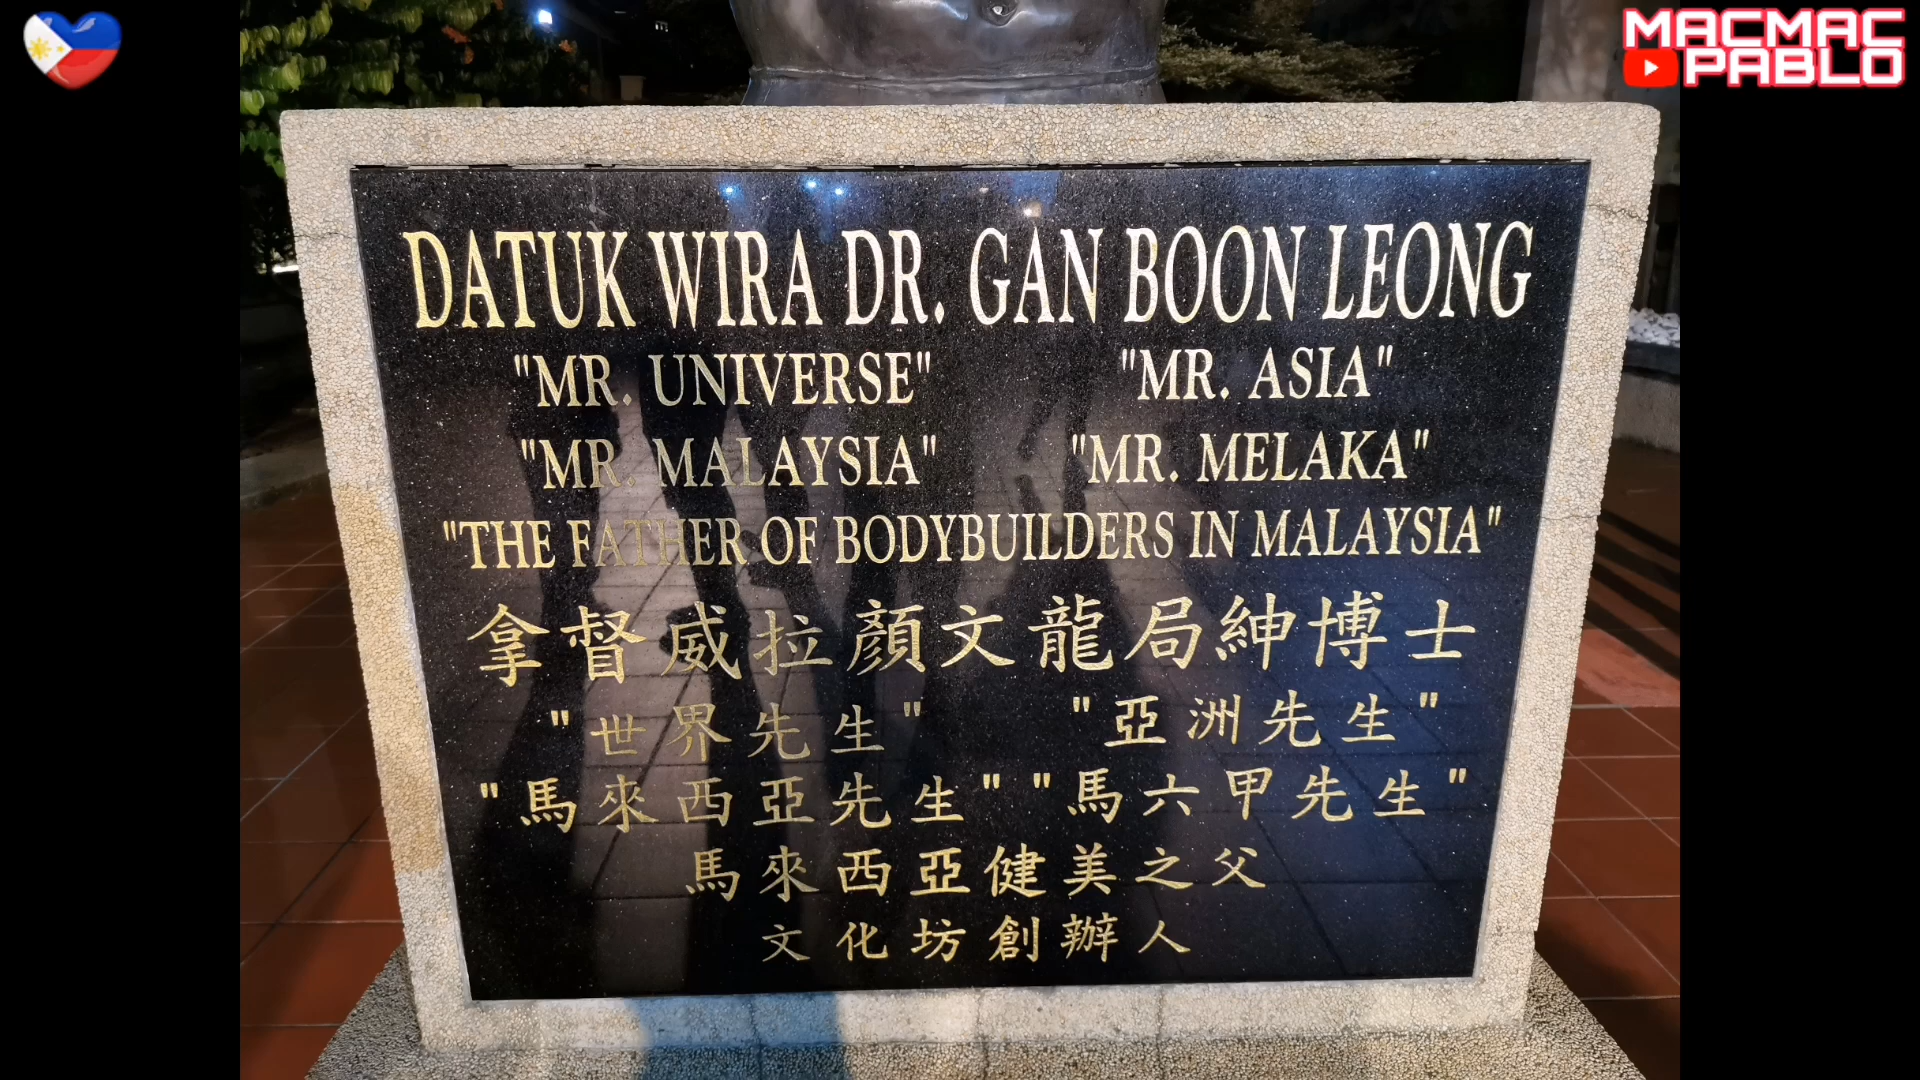 MACMAC
PABLO
DATUK WIRA DR. GAN BOON LEONG
"MR. UNIVERSE" "MR. ASIA"
"MR. MALAYSIA" "MR. MELAKA"
"THE FATHER OF BODYBUILDERS IN MALAYSIA"
拿督威拉顏文龍局紳博士
"世界先生" "亞洲先生"
"馬來西亞先生" "馬六甲先生"
馬來西亞健美之父
文化坊創辦人